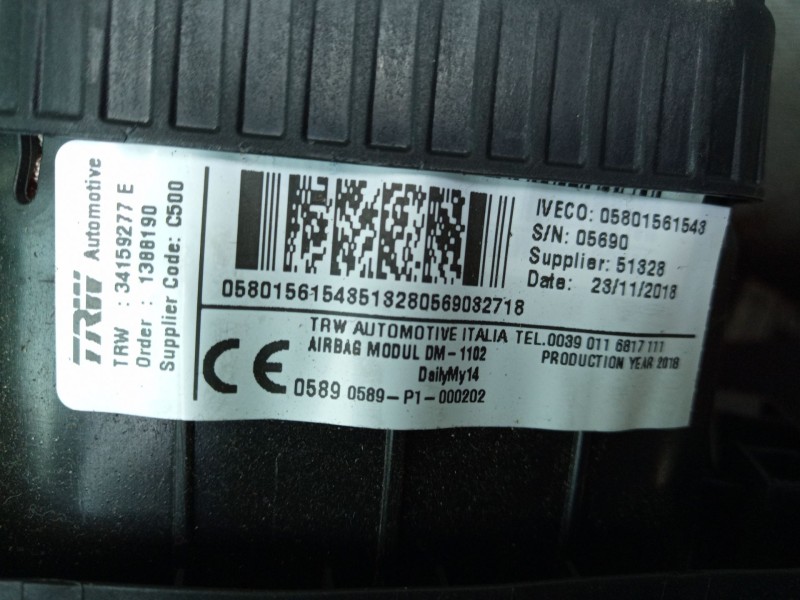 TRW Automotive
TRW : 34159277 E
Order : 1388190
Supplier Code: C500
IVECO: 05801561543
S/N: 05690
Supplier: 51328
Date: 23/11/2018
05801561543513280569032718
TRW AUTOMOTIVE ITALIA TEL.0039 011 6817 111
AIRBAG MODUL DM-1102
PRODUCTION YEAR 2018
DailyMy14
CE 0589 0589-P1-000202